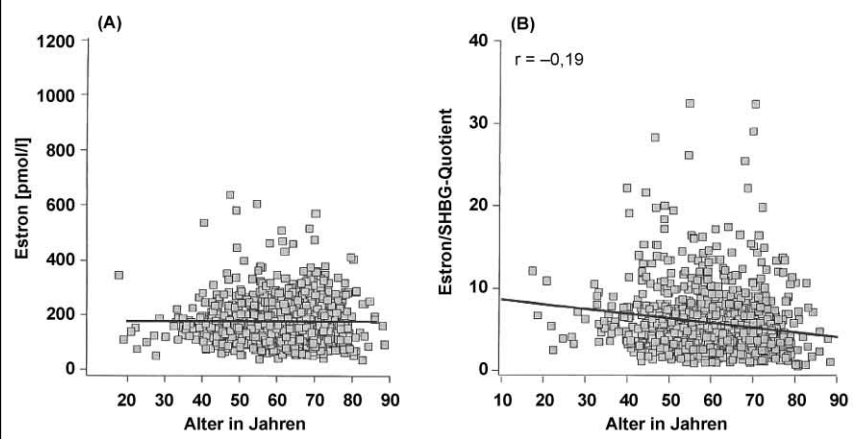 (A)
1200
1000
800
600
400
200
0
Estron [pmol/l]
20 30 40 50 60 70 80 90
Alter in Jahren
(B)
r = –0,19
40
30
20
10
0
Estron/SHBG-Quotient
10 20 30 40 50 60 70 80 90
Alter in Jahren